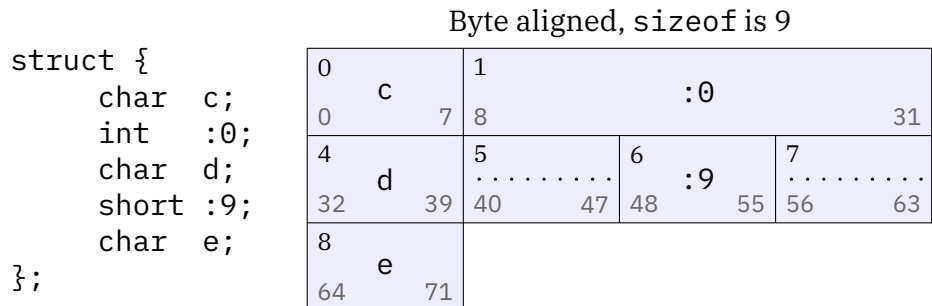 Byte aligned, sizeof is 9
struct {
char c;
int :0;
char d;
short :9;
char e;
};
0 1
c :0
0 7 8 31
4 5 6 7
d :9
32 39 40 47 48 55 56 63
8
e
64 71